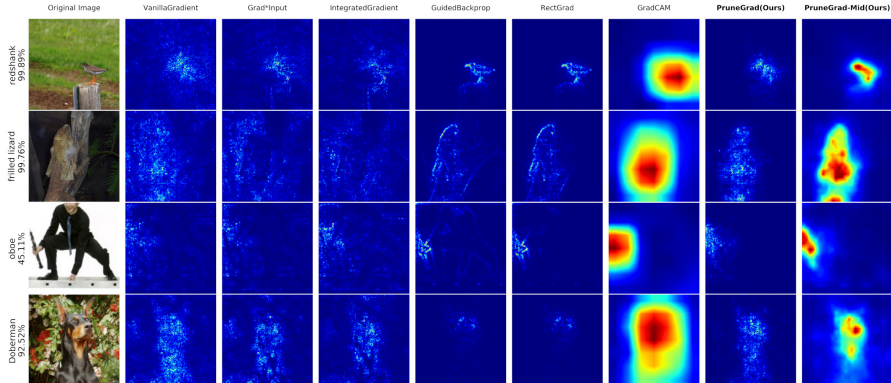 Original Image VanillaGradient Grad*Input IntegratedGradient GuidedBackprop RectGrad GradCAM PruneGrad(Ours) PruneGrad-Mid(Ours)
redshank
99.89%
frilled lizard
99.76%
oboe
45.11%
Doberman
92.52%